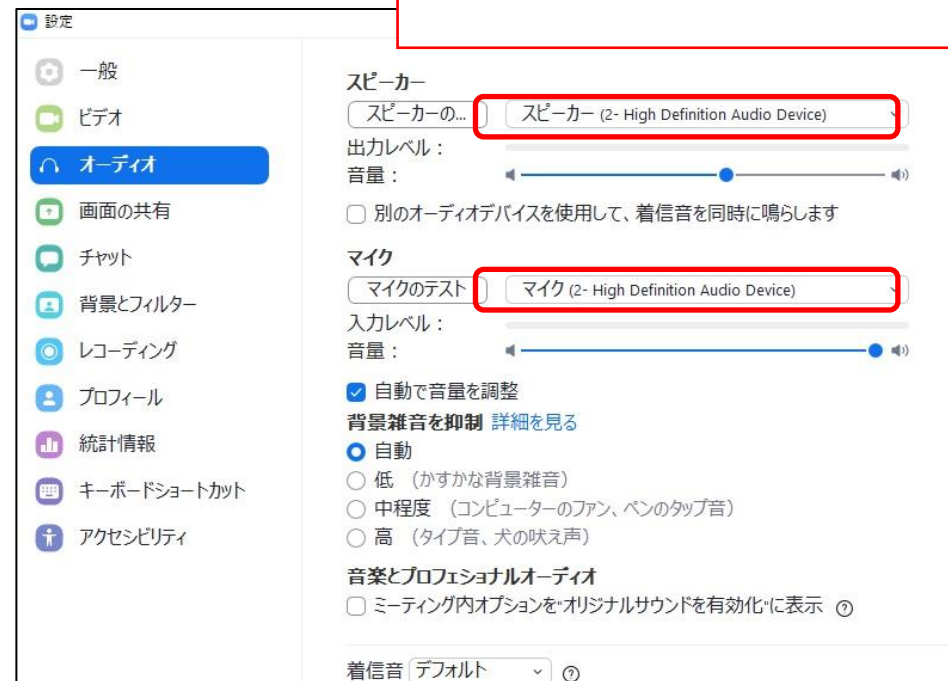 設定
一般
ビデオ
オーディオ
画面の共有
チャット
背景とフィルター
レコーディング
プロフィール
統計情報
キーボードショートカット
アクセシビリティ
スピーカー
スピーカーの... スピーカー (2- High Definition Audio Device)
出力レベル：
音量：
別のオーディオデバイスを使用して、着信音を同時に鳴らします
マイク
マイクのテスト マイク (2- High Definition Audio Device)
入力レベル：
音量：
自動で音量を調整
背景雑音を抑制 詳細を見る
自動
低 （かすかな背景雑音）
中程度 （コンピューターのファン、ペンのタップ音）
高 （タイプ音、犬の吠え声）
音楽とプロフェショナルオーディオ
ミーティング内オプションを"オリジナルサウンドを有効化"に表示 ?
着信音 デフォルト ?